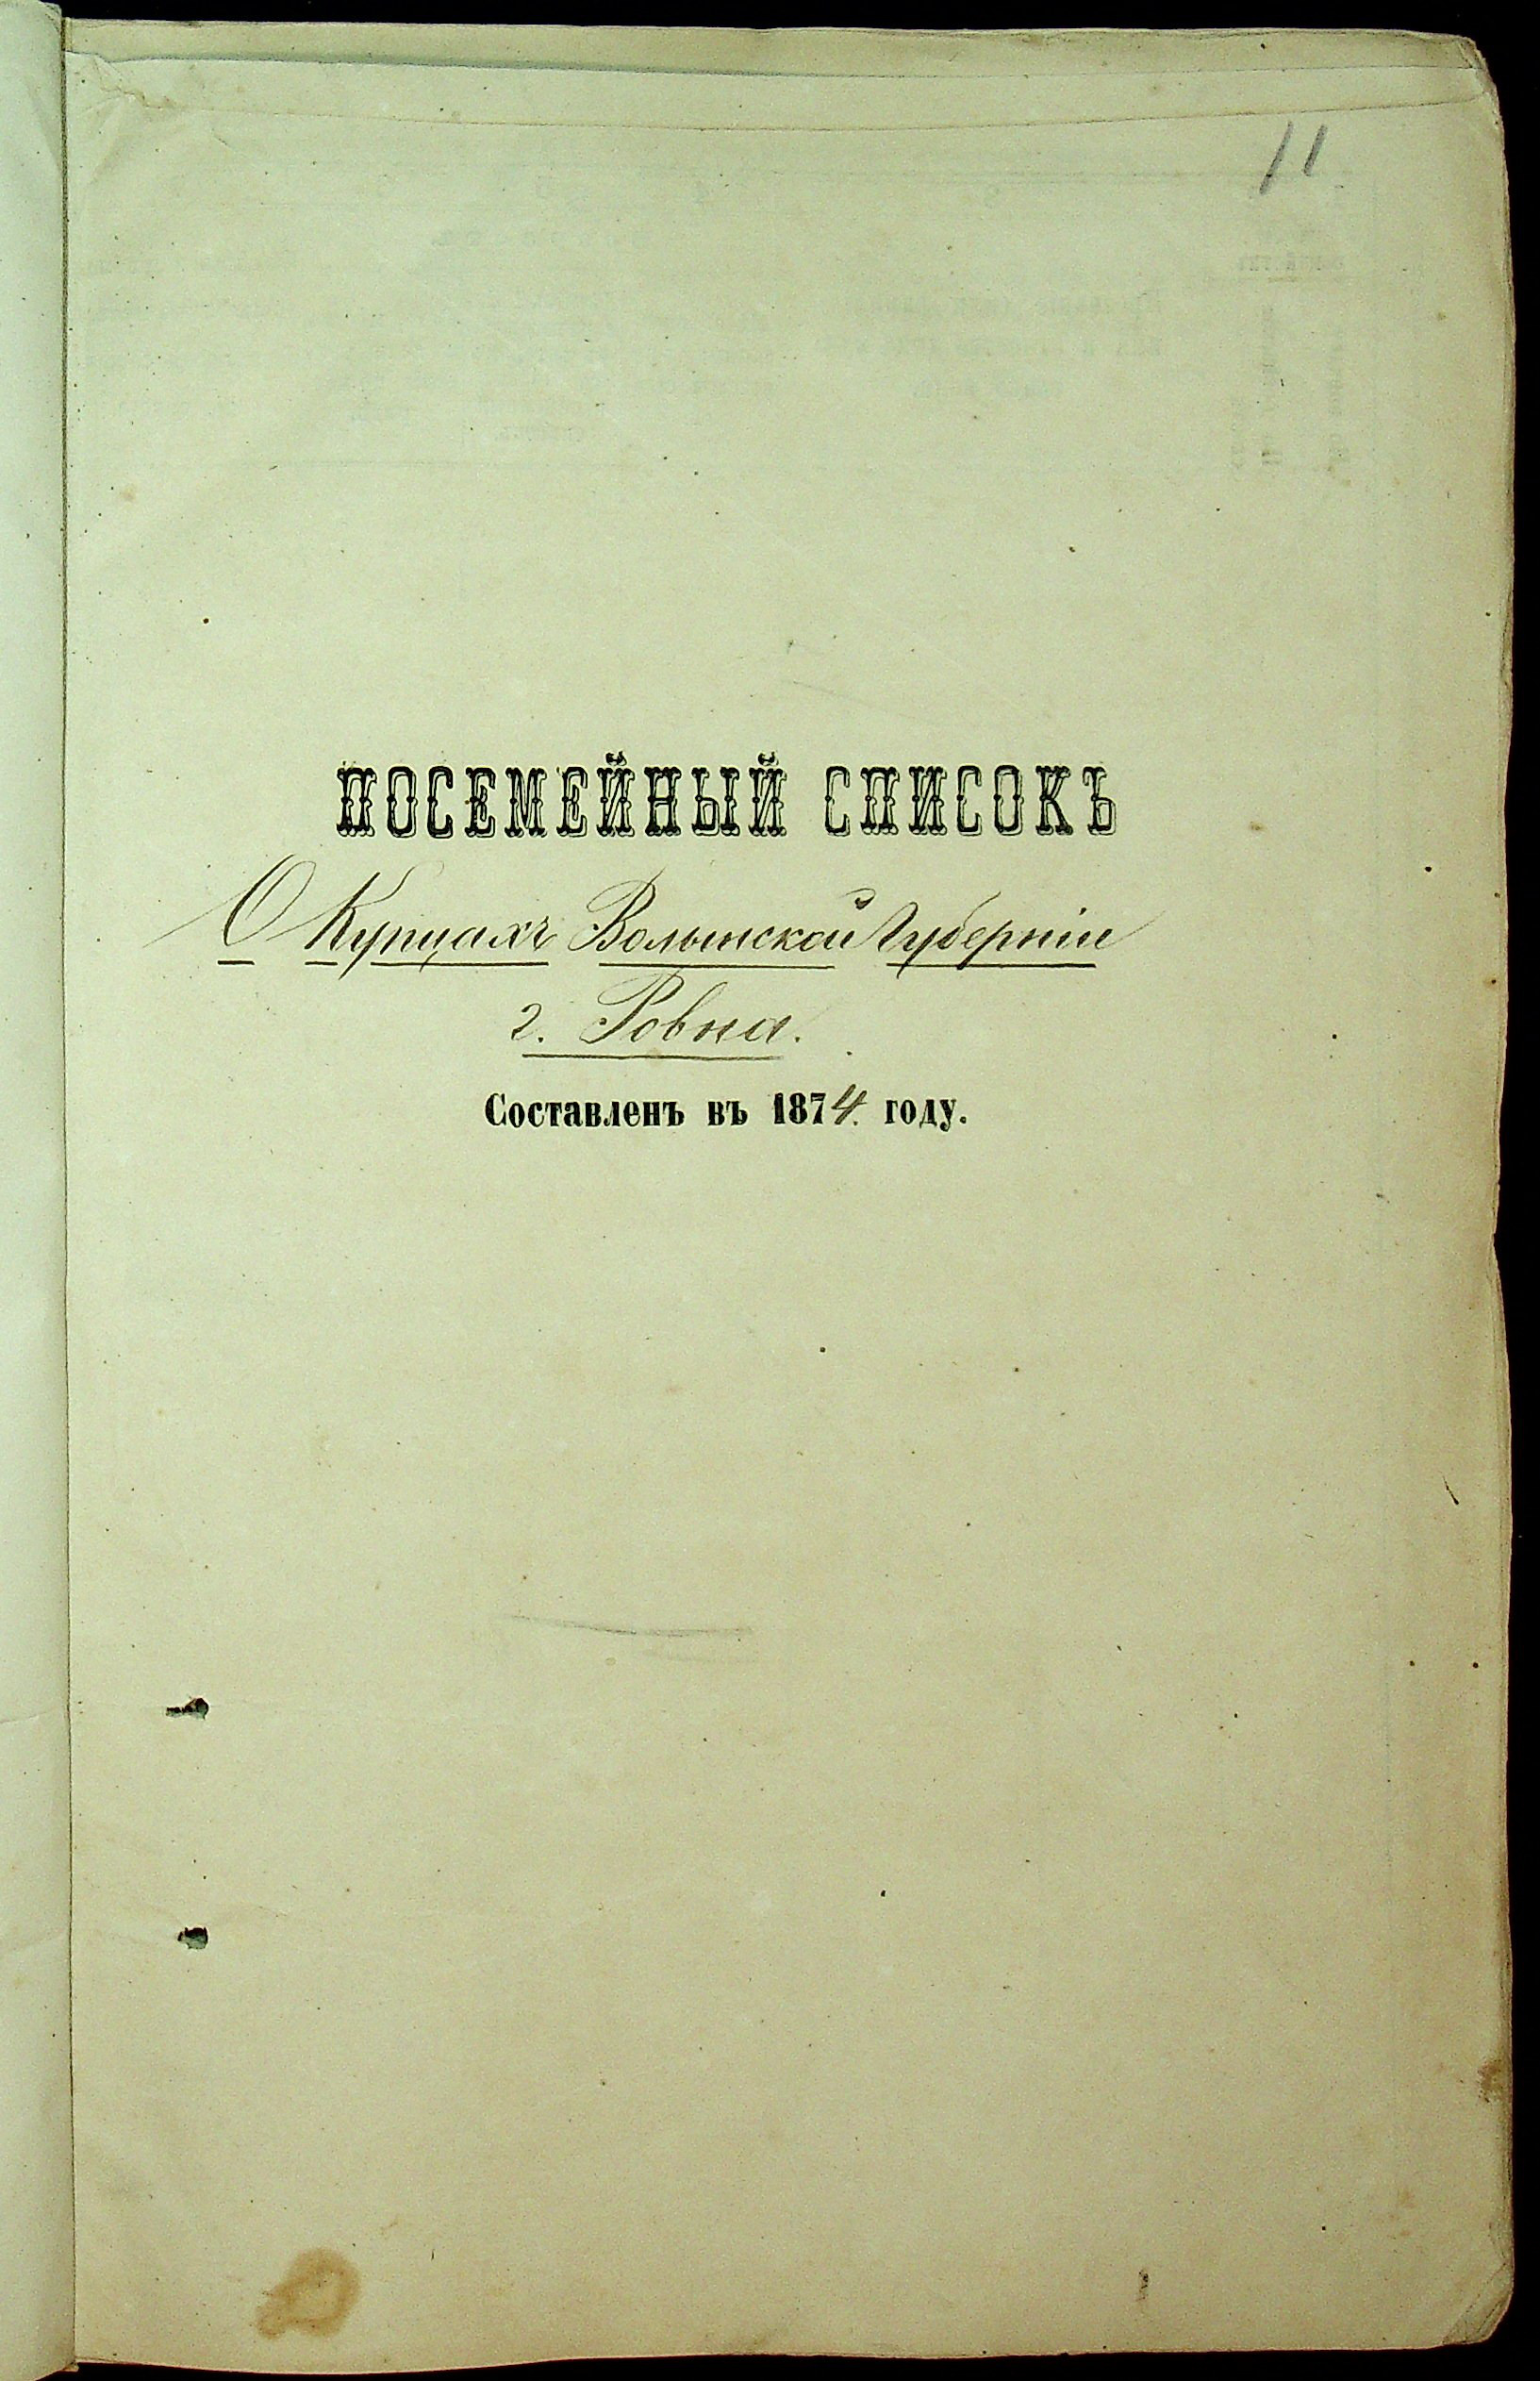 11
ПОСЕМЕЙНЫЙ СПИСОКЪ
О Купцахъ Волынской Губерніи
г. Ровна.
Составленъ въ 1874. году.